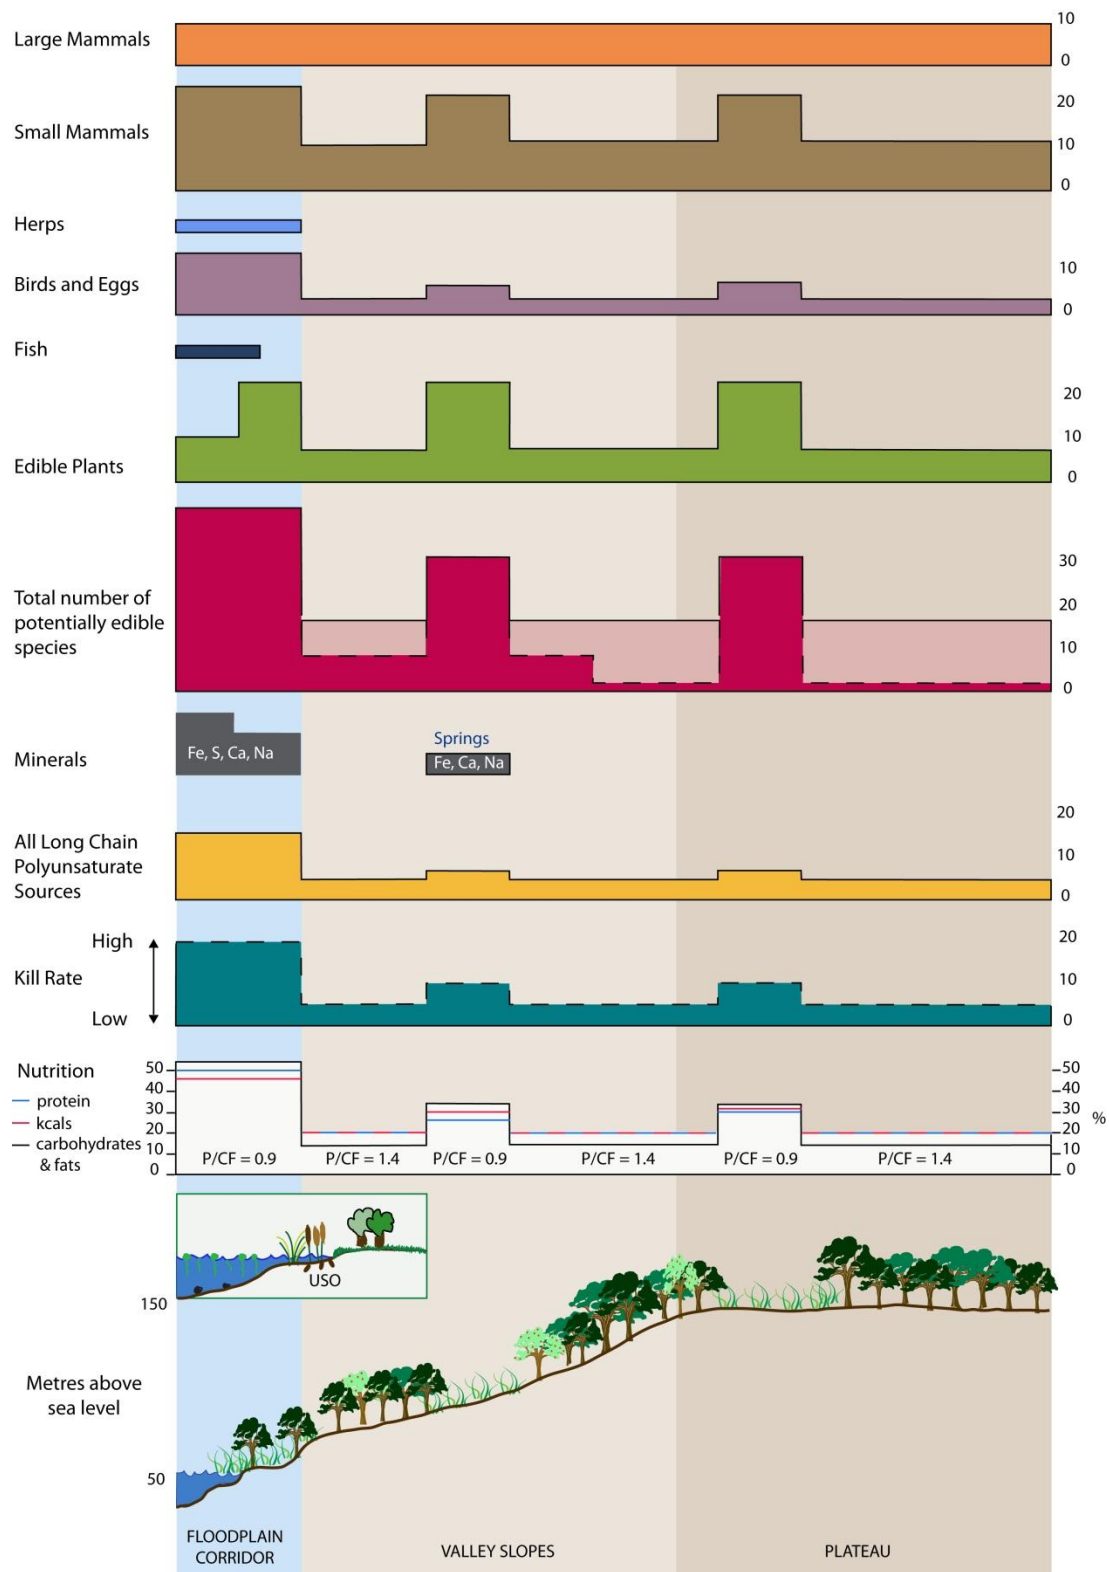 Large Mammals
10
0
Small Mammals
20
10
0
Herps
Birds and Eggs
10
0
Fish
Edible Plants
20
10
0
Total number of
potentially edible
species
30
20
10
0
Minerals
Fe, S, Ca, Na
Springs
Fe, Ca, Na
All Long Chain
Polyunsaturate
Sources
20
10
0
High
Kill Rate
Low
20
10
0
Nutrition
protein
kcals
carbohydrates
& fats
50
40
30
20
10
0
P/CF = 0.9
P/CF = 1.4
P/CF = 0.9
P/CF = 1.4
P/CF = 0.9
P/CF = 1.4
50
40
30
20
10
0
%
USO
150
Metres above
sea level
50
FLOODPLAIN
CORRIDOR
VALLEY SLOPES
PLATEAU